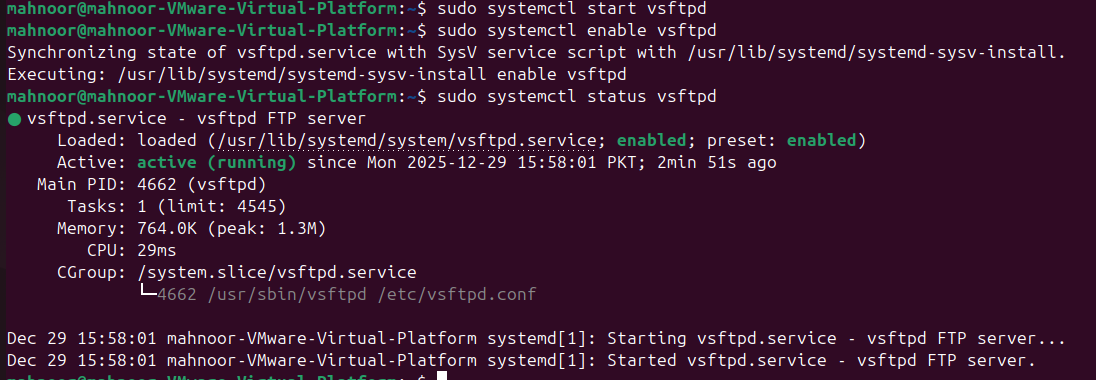 mahnoor@mahnoor-VMware-Virtual-Platform:~$ sudo systemctl start vsftpd
mahnoor@mahnoor-VMware-Virtual-Platform:~$ sudo systemctl enable vsftpd
Synchronizing state of vsftpd.service with SysV service script with /usr/lib/systemd/systemd-sysv-install.
Executing: /usr/lib/systemd/systemd-sysv-install enable vsftpd
mahnoor@mahnoor-VMware-Virtual-Platform:~$ sudo systemctl status vsftpd
● vsftpd.service - vsftpd FTP server
     Loaded: loaded (/usr/lib/systemd/system/vsftpd.service; enabled; preset: enabled)
     Active: active (running) since Mon 2025-12-29 15:58:01 PKT; 2min 51s ago
   Main PID: 4662 (vsftpd)
      Tasks: 1 (limit: 4545)
     Memory: 764.0K (peak: 1.3M)
        CPU: 29ms
     CGroup: /system.slice/vsftpd.service
             └─4662 /usr/sbin/vsftpd /etc/vsftpd.conf

Dec 29 15:58:01 mahnoor-VMware-Virtual-Platform systemd[1]: Starting vsftpd.service - vsftpd FTP server...
Dec 29 15:58:01 mahnoor-VMware-Virtual-Platform systemd[1]: Started vsftpd.service - vsftpd FTP server.
mahnoor@mahnoor-VMware-Virtual-Platform:~$